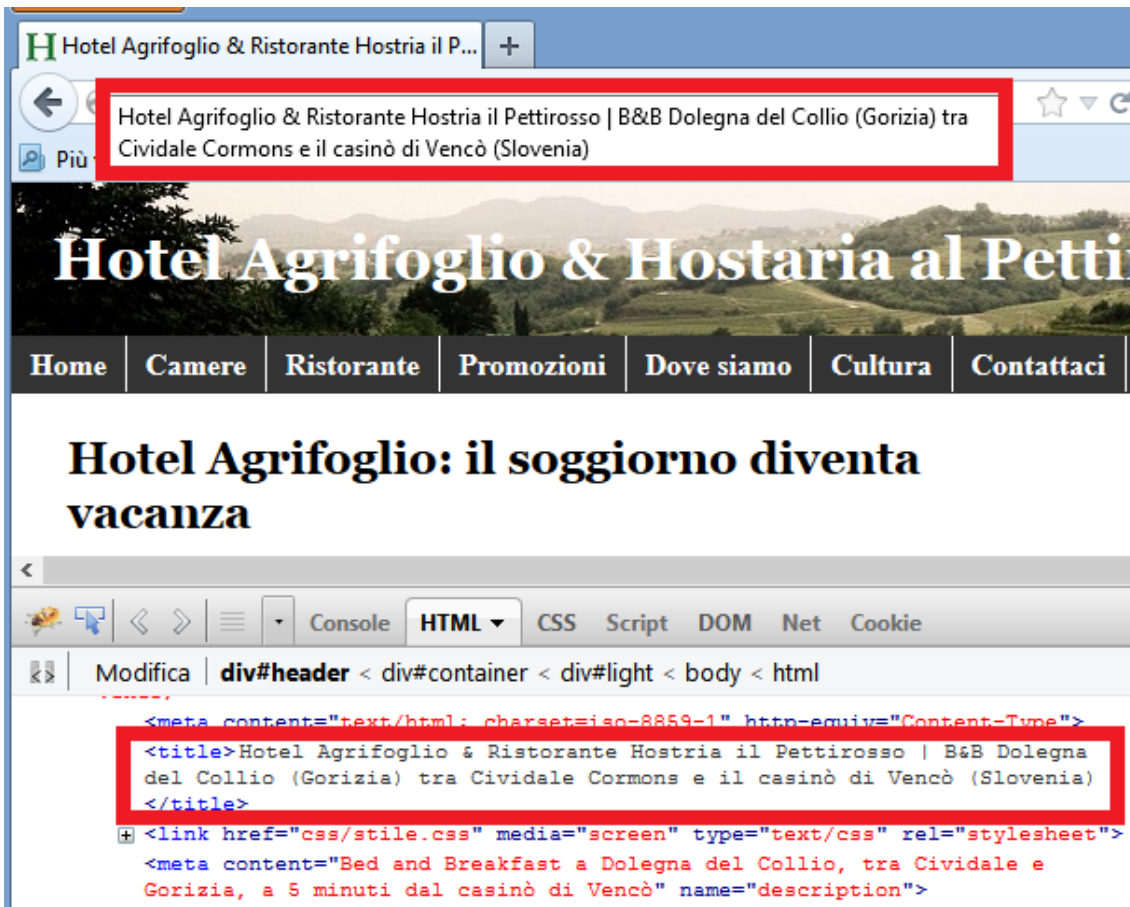 Hotel Agrifoglio & Ristorante Hostria il P...
Hotel Agrifoglio & Ristorante Hostria il Pettirosso | B&B Dolegna del Collio (Gorizia) tra
Cividale Cormons e il casinò di Vencò (Slovenia)
Più
Hotel Agrifoglio & Hostaria al Petti
Home Camere Ristorante Promozioni Dove siamo Cultura Contattaci
Hotel Agrifoglio: il soggiorno diventa
vacanza
Console HTML CSS Script DOM Net Cookie
Modifica div#header < div#container < div#light < body < html
<meta content="text/html; charset=iso-8859-1" http-equiv="Content-Type">
<title>Hotel Agrifoglio & Ristorante Hostria il Pettirosso | B&B Dolegna
del Collio (Gorizia) tra Cividale Cormons e il casinò di Vencò (Slovenia)
</title>
<link href="css/stile.css" media="screen" type="text/css" rel="stylesheet">
<meta content="Bed and Breakfast a Dolegna del Collio, tra Cividale e
Gorizia, a 5 minuti dal casinò di Vencò" name="description">